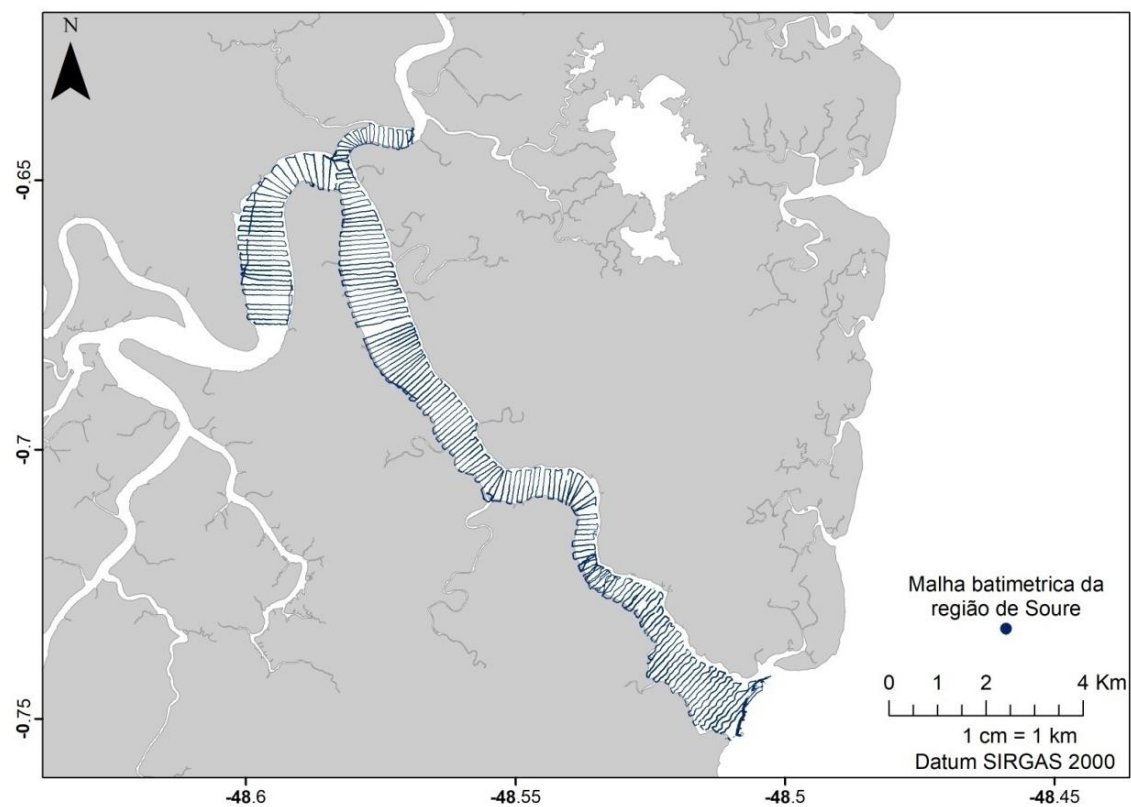 N
-0.65
-0.7
-0.75
Malha batimetrica da
região de Soure
0 1 2 4 Km
1 cm = 1 km
Datum SIRGAS 2000
-48.6 -48.55 -48.5 -48.45